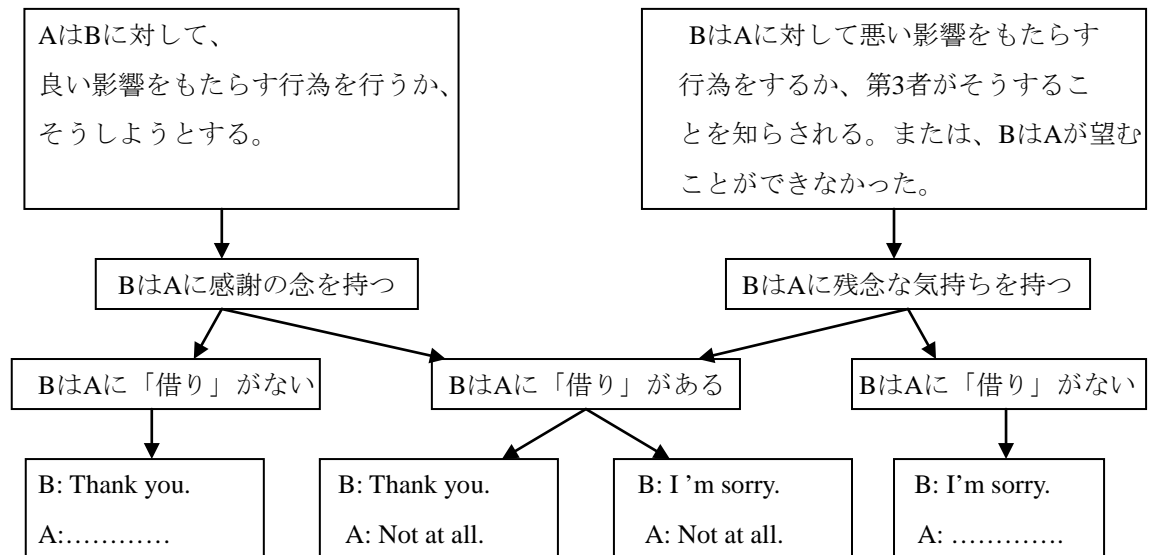 AはBに対して、
良い影響をもたらす行為を行うか、
そうしようとする。
BはAに対して悪い影響をもたらす
行為をするか、第3者がそうするこ
とを知らされる。または、BはAが望む
ことができなかった。
BはAに感謝の念を持つ
BはAに残念な気持ちを持つ
BはAに「借り」がない
BはAに「借り」がある
BはAに「借り」がない
B: Thank you.
A:…………
B: Thank you.
A: Not at all.
B: I 'm sorry.
A: Not at all.
B: I'm sorry.
A: ………….